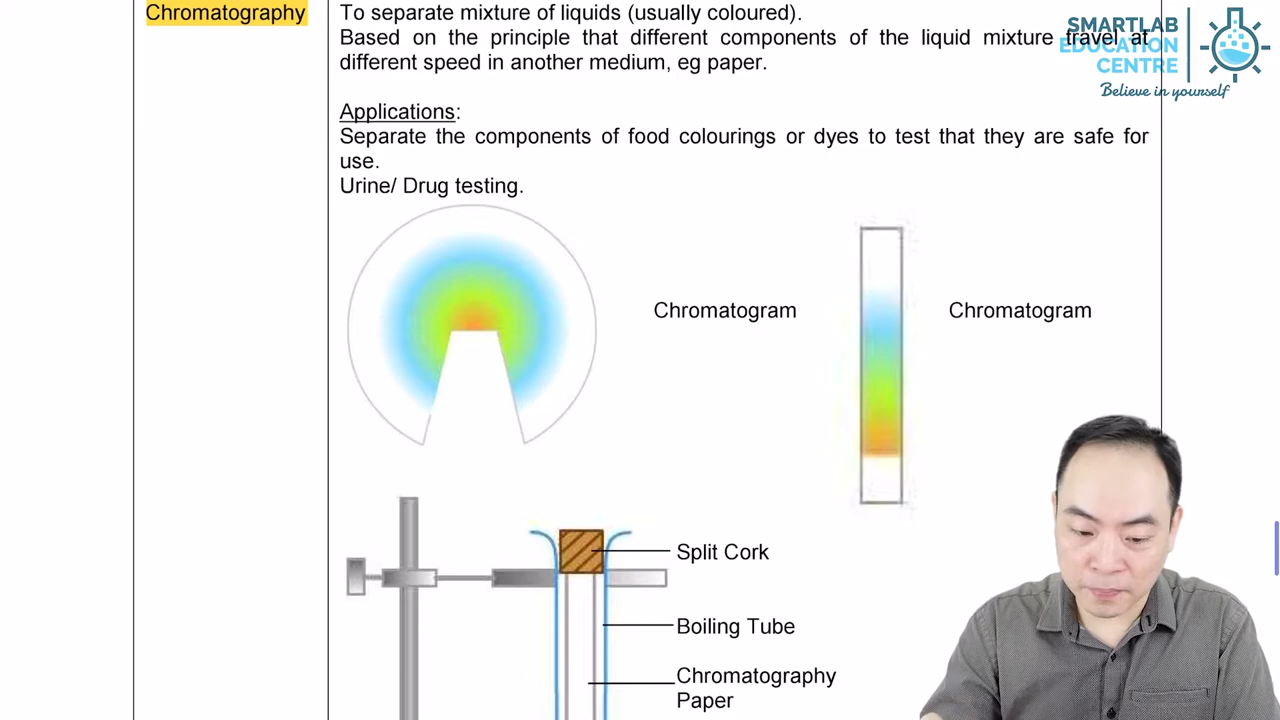 Chromatography
To separate mixture of liquids (usually coloured).
Based on the principle that different components of the liquid mixture travel at
different speed in another medium, eg paper.
Applications:
Separate the components of food colourings or dyes to test that they are safe for
use.
Urine/ Drug testing.
SMARTLAB
EDUCATION
CENTRE
Believe in yourself
Chromatogram
Chromatogram
Split Cork
Boiling Tube
Chromatography
Paper